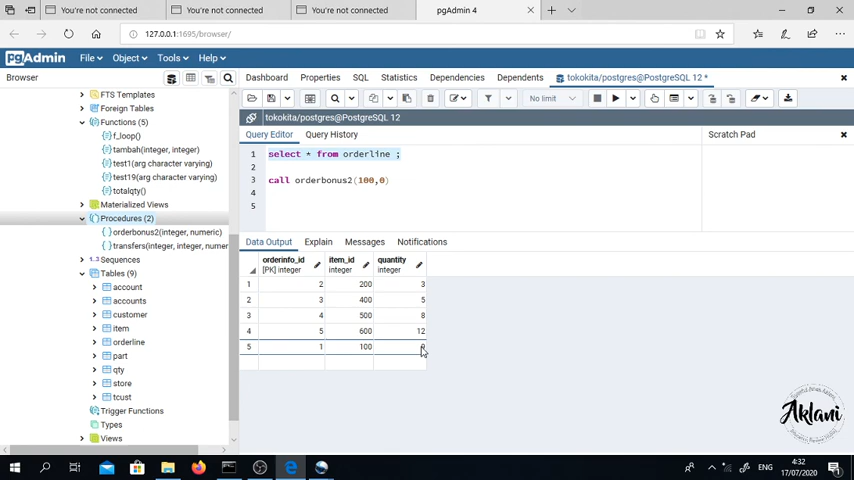 You're not connected
You're not connected
You're not connected
pgAdmin 4
127.0.0.1:1695/browser/
pgAdmin
File Object Tools Help
Browser
Dashboard Properties SQL Statistics Dependencies Dependents tokokita/postgres@PostgreSQL 12 *
No limit
tokokita/postgres@PostgreSQL 12
Query Editor Query History
Scratch Pad
1 select * from orderline ;
2
3 call orderbonus2(100,0)
4
5
FTS Templates
Foreign Tables
Functions (5)
f_loop()
tambah(integer, integer)
test1(arg character varying)
test19(arg character varying)
totalqty()
Materialized Views
Procedures (2)
orderbonus2(integer, numeric)
transfers(integer, integer, numer
Sequences
Tables (9)
account
accounts
customer
item
orderline
part
qty
store
tcust
Trigger Functions
Types
Views
Data Output Explain Messages Notifications
orderinfo_id item_id quantity
[PK] integer integer integer
1 2 200 3
2 3 400 5
3 4 500 8
4 5 600 12
5 1 100
Aklani
ENG
4:32
17/07/2020